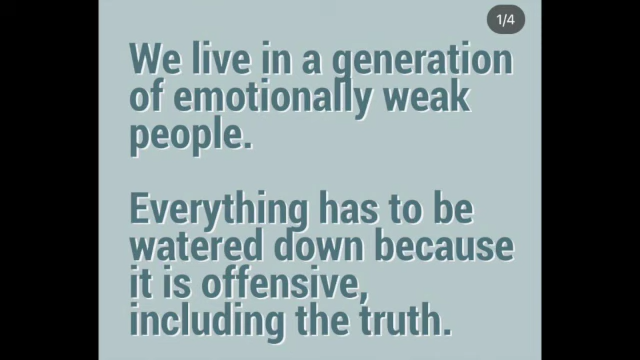 1/4
We live in a generation
of emotionally weak
people.
Everything has to be
watered down because
it is offensive,
including the truth.